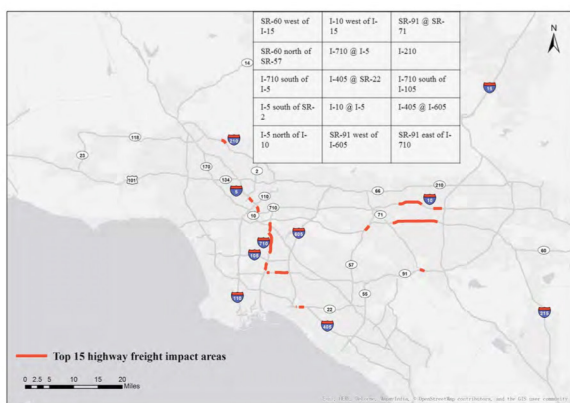 SR-60 west of I-15
I-10 west of I-15
SR-91 @ SR-71
SR-60 north of SR-57
I-710 @ I-5
I-210
I-710 south of I-5
I-405 @ SR-22
I-710 south of I-105
I-5 south of SR-2
I-10 @ I-5
I-405 @ I-605
I-5 north of I-10
SR-91 west of I-605
SR-91 east of I-710
N
14
15
115
23
101
170
134
210
2
5
110
10
710
66
210
10
71
605
710
105
60
57
91
55
110
22
405
215
Top 15 highway freight impact areas
0 2.5 5 10 15 20
Miles